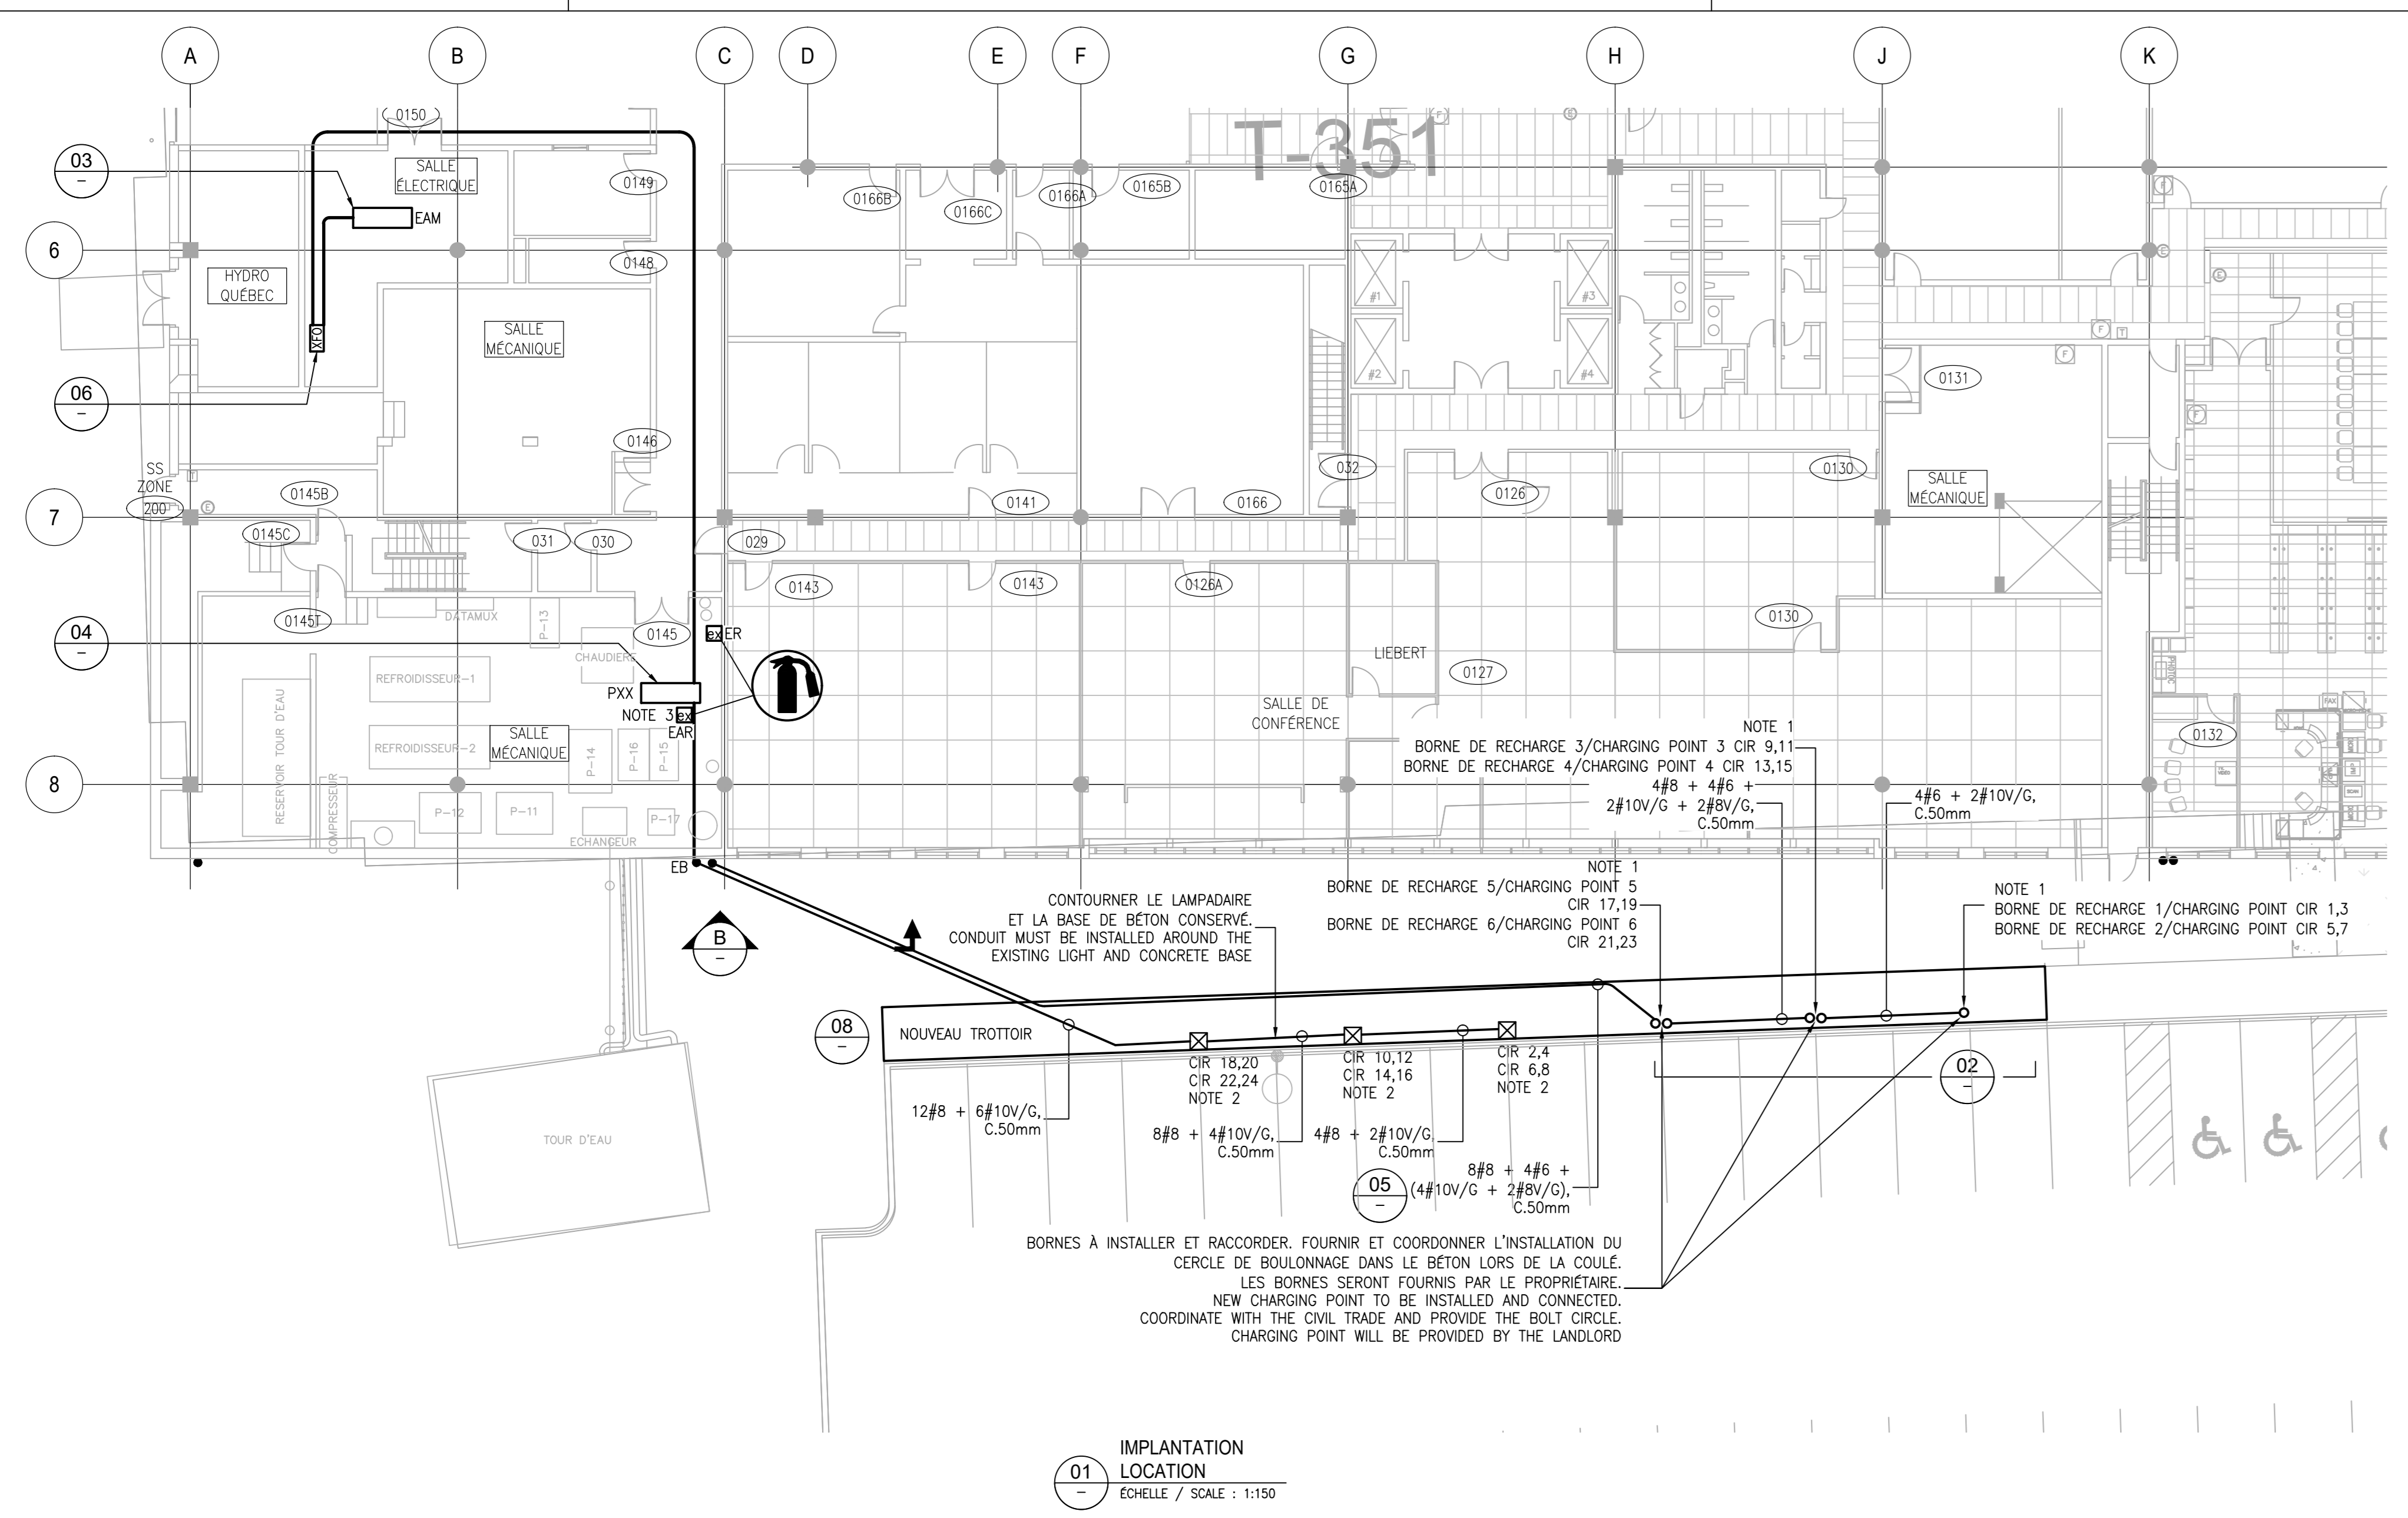 A
B
C
D
E
F
G
H
J
K
T-351
0150
03
–
SALLE
ÉLECTRIQUE
0149
EAM
0166B
0166C
0166A
0165B
0165A
6
HYDRO
QUÉBEC
0148
XFO
SALLE
MÉCANIQUE
#1
#3
#2
#4
F
E
F
E
E
F
T
F
F
0131
06
–
0146
SS
ZONE
200
T
E
0145B
0141
0166
032
0126
0130
SALLE
MÉCANIQUE
7
0145C
031
030
029
0143
0143
0126A
0145T
DATAMUX
P-13
0145
ex ER
0130
04
–
CHAUDIERE
LIEBERT
0127
REFROIDISSEUR-1
PXX
NOTE 3 ex
EAR
RESERVOIR TOUR D'EAU
REFROIDISSEUR-2
SALLE
MÉCANIQUE
P-14
P-16
P-15
SALLE DE
CONFÉRENCE
PHOTOC
FAX
0132
SCAN
8
COMPRESSEUR
P-12
P-11
P-17
ECHANGEUR
NOTE 1
BORNE DE RECHARGE 3/CHARGING POINT 3 CIR 9,11
BORNE DE RECHARGE 4/CHARGING POINT 4 CIR 13,15
4#8 + 4#6 +
2#10V/G + 2#8V/G,
C.50mm
4#6 + 2#10V/G,
C.50mm
EB
B
–
CONTOURNER LE LAMPADAIRE
ET LA BASE DE BÉTON CONSERVÉ.
CONDUIT MUST BE INSTALLED AROUND THE
EXISTING LIGHT AND CONCRETE BASE
NOTE 1
BORNE DE RECHARGE 5/CHARGING POINT 5
CIR 17,19
BORNE DE RECHARGE 6/CHARGING POINT 6
CIR 21,23
NOTE 1
BORNE DE RECHARGE 1/CHARGING POINT CIR 1,3
BORNE DE RECHARGE 2/CHARGING POINT CIR 5,7
08
–
NOUVEAU TROTTOIR
CIR 18,20
CIR 22,24
NOTE 2
CIR 10,12
CIR 14,16
NOTE 2
CIR 2,4
CIR 6,8
NOTE 2
02
–
12#8 + 6#10V/G,
C.50mm
8#8 + 4#10V/G,
C.50mm
4#8 + 2#10V/G,
C.50mm
TOUR D'EAU
05
–
8#8 + 4#6 +
(4#10V/G + 2#8V/G),
C.50mm
BORNES À INSTALLER ET RACCORDER. FOURNIR ET COORDONNER L'INSTALLATION DU
CERCLE DE BOULONNAGE DANS LE BÉTON LORS DE LA COULÉ.
LES BORNES SERONT FOURNIS PAR LE PROPRIÉTAIRE.
NEW CHARGING POINT TO BE INSTALLED AND CONNECTED.
COORDINATE WITH THE CIVIL TRADE AND PROVIDE THE BOLT CIRCLE.
CHARGING POINT WILL BE PROVIDED BY THE LANDLORD
01
–
IMPLANTATION
LOCATION
ÉCHELLE / SCALE : 1:150